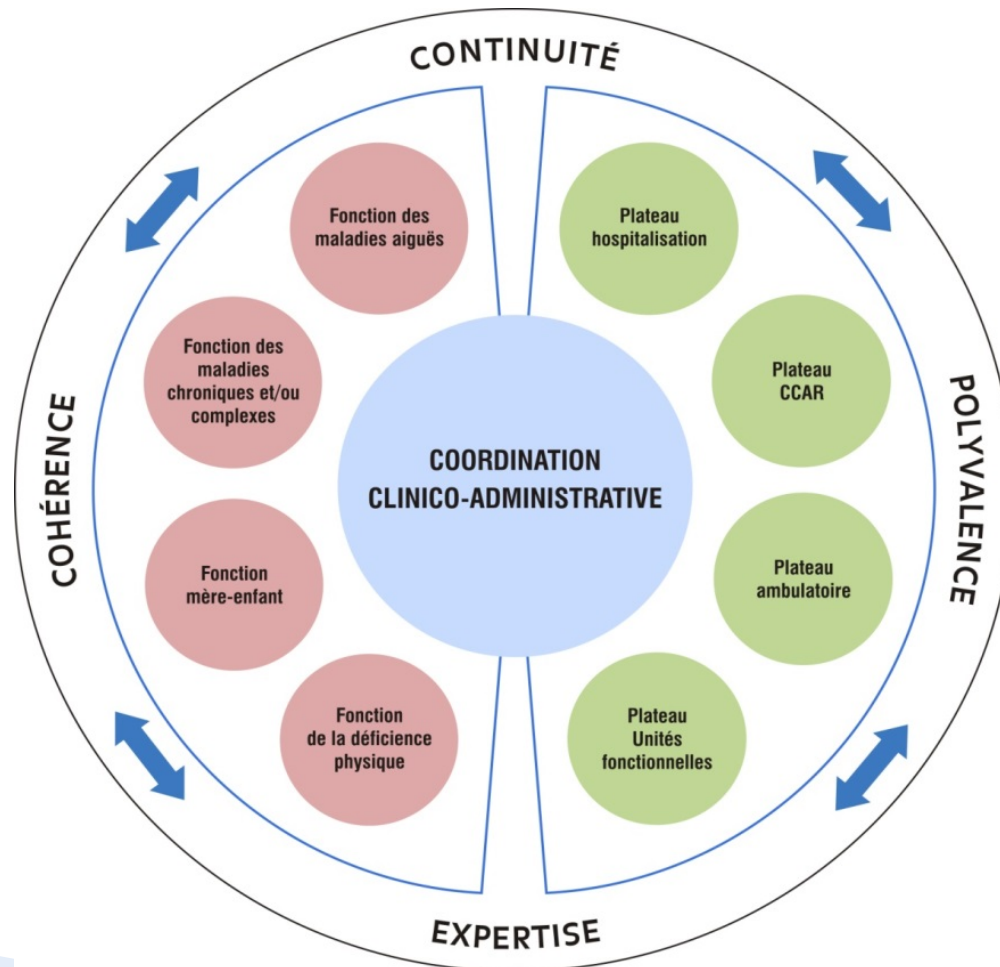 CONTINUITÉ
Fonction des
maladies aiguës
Fonction des
maladies
chroniques et/ou
complexes
Fonction
mère-enfant
Fonction
de la déficience
physique
COHÉRENCE
COORDINATION
CLINICO-ADMINISTRATIVE
Plateau
hospitalisation
Plateau
CCAR
Plateau
ambulatoire
Plateau
Unités
fonctionnelles
POLYVALENCE
EXPERTISE